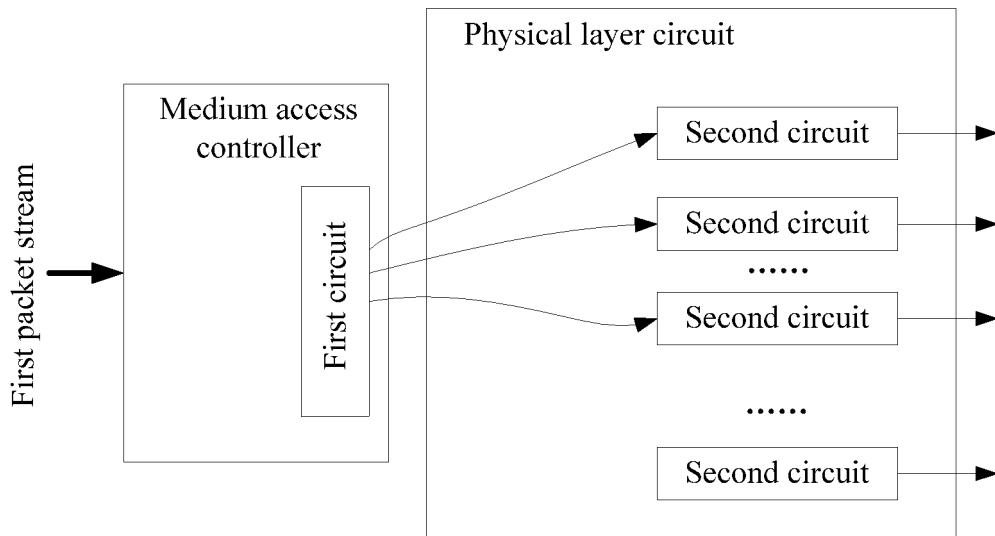 Physical layer circuit
Medium access
controller
First packet stream
First circuit
Second circuit
Second circuit
......
Second circuit
......
Second circuit